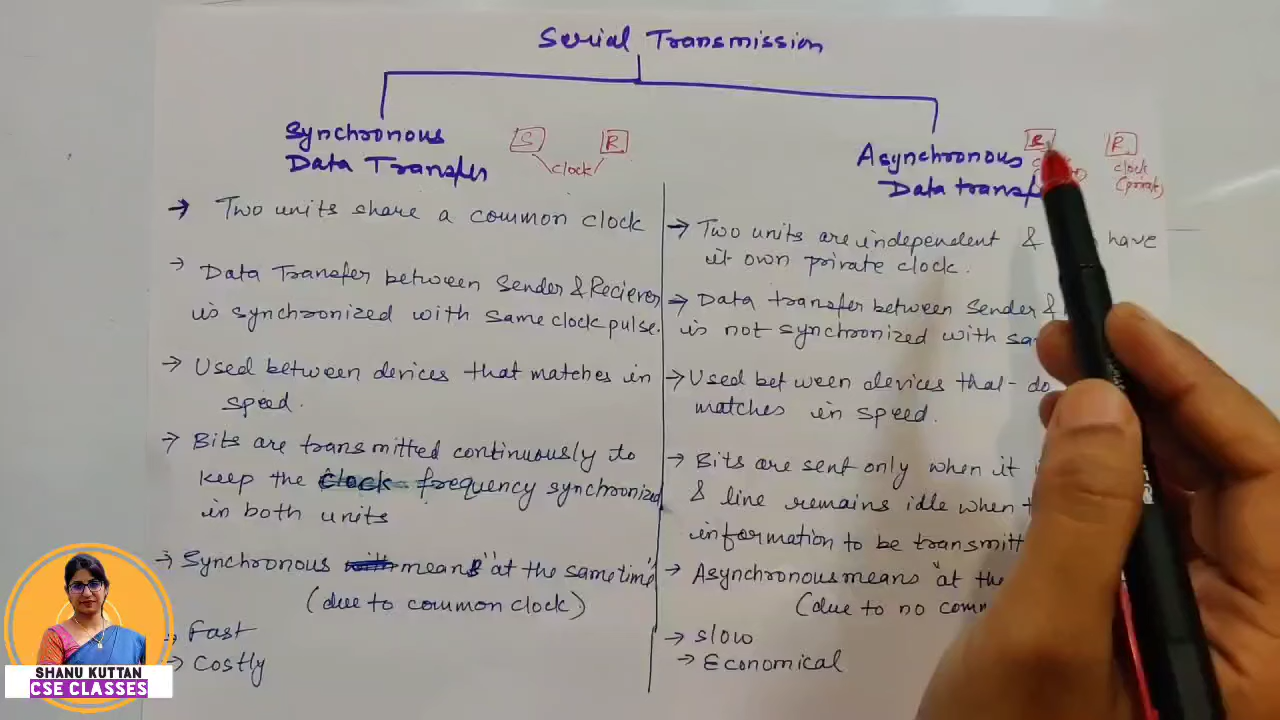 Serial Transmission
Synchronous
Data Transfer
S R
clock
→ Two units share a common clock
→ Data Transfer between Sender & Reciever
is synchronized with same clock pulse.
→ Used between devices that matches in
speed.
→ Bits are transmitted continuously to
keep the clock frequency synchronized
in both units
→ Synchronous means "at the same time"
(due to common clock)
→ Fast
→ Costly
Asynchronous
Data transf
R
clock
(private)
→ Two units are independent & have
it own private clock.
→ Data transfer between Sender &
is not synchronized with sa
→ Used between devices that do
matches in speed.
→ Bits are sent only when it
& line remains idle when
information to be transmitt
→ Asynchronous means "at the
(due to no comm
→ slow
→ Economical
SHANU KUTTAN
CSE CLASSES